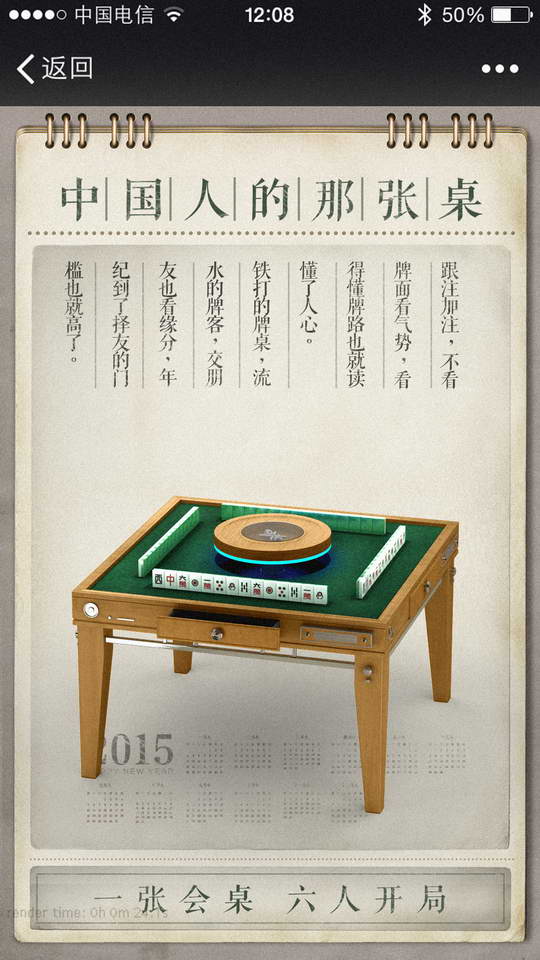 中国电信
12:08
50%
返回
中国人的那张桌
跟注加注，不看
牌面看气势，看
得懂牌路也就读
懂了人心。
铁打的牌桌，流
水的牌客，交朋
友也看缘分，年
纪到了择友的门
槛也就高了。
2015
HAPPY NEW YEAR
一张会桌 六人开局
render time: 0h 0m 24.1s